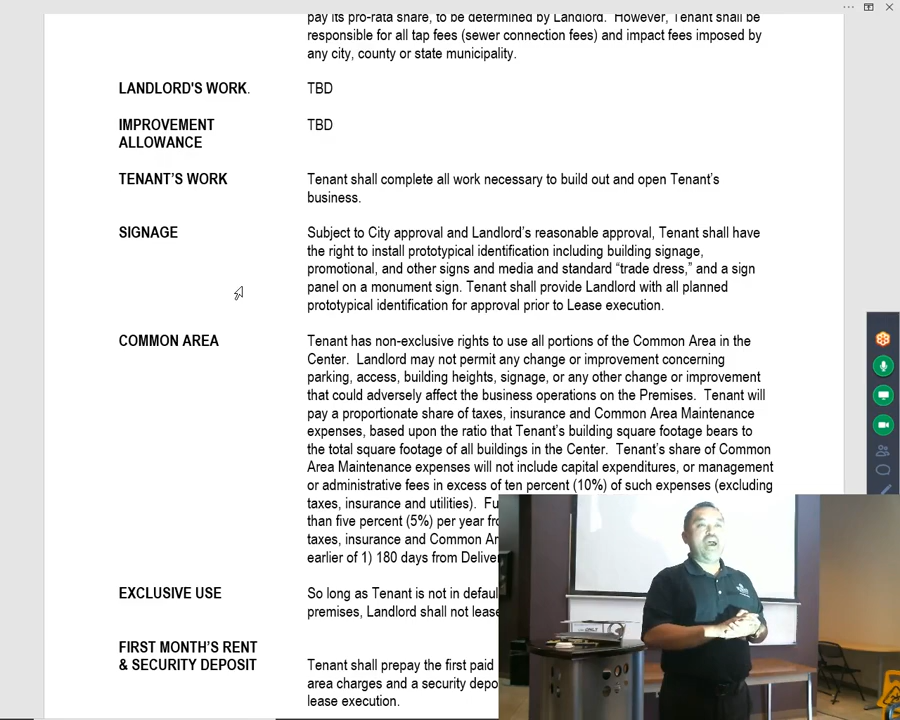 pay its pro-rata share, to be determined by Landlord. However, Tenant shall be
responsible for all tap fees (sewer connection fees) and impact fees imposed by
any city, county or state municipality.
LANDLORD'S WORK. TBD
IMPROVEMENT TBD
ALLOWANCE
TENANT’S WORK Tenant shall complete all work necessary to build out and open Tenant’s
business.
SIGNAGE Subject to City approval and Landlord’s reasonable approval, Tenant shall have
the right to install prototypical identification including building signage,
promotional, and other signs and media and standard “trade dress,” and a sign
panel on a monument sign. Tenant shall provide Landlord with all planned
prototypical identification for approval prior to Lease execution.
COMMON AREA Tenant has non-exclusive rights to use all portions of the Common Area in the
Center. Landlord may not permit any change or improvement concerning
parking, access, building heights, signage, or any other change or improvement
that could adversely affect the business operations on the Premises. Tenant will
pay a proportionate share of taxes, insurance and Common Area Maintenance
expenses, based upon the ratio that Tenant’s building square footage bears to
the total square footage of all buildings in the Center. Tenant’s share of Common
Area Maintenance expenses will not include capital expenditures, or management
or administrative fees in excess of ten percent (10%) of such expenses (excluding
taxes, insurance and utilities). Fu
than five percent (5%) per year fro
taxes, insurance and Common Ar
earlier of 1) 180 days from Deliver
EXCLUSIVE USE So long as Tenant is not in defaul
premises, Landlord shall not lease
FIRST MONTH’S RENT
& SECURITY DEPOSIT Tenant shall prepay the first paid
area charges and a security depo
lease execution.